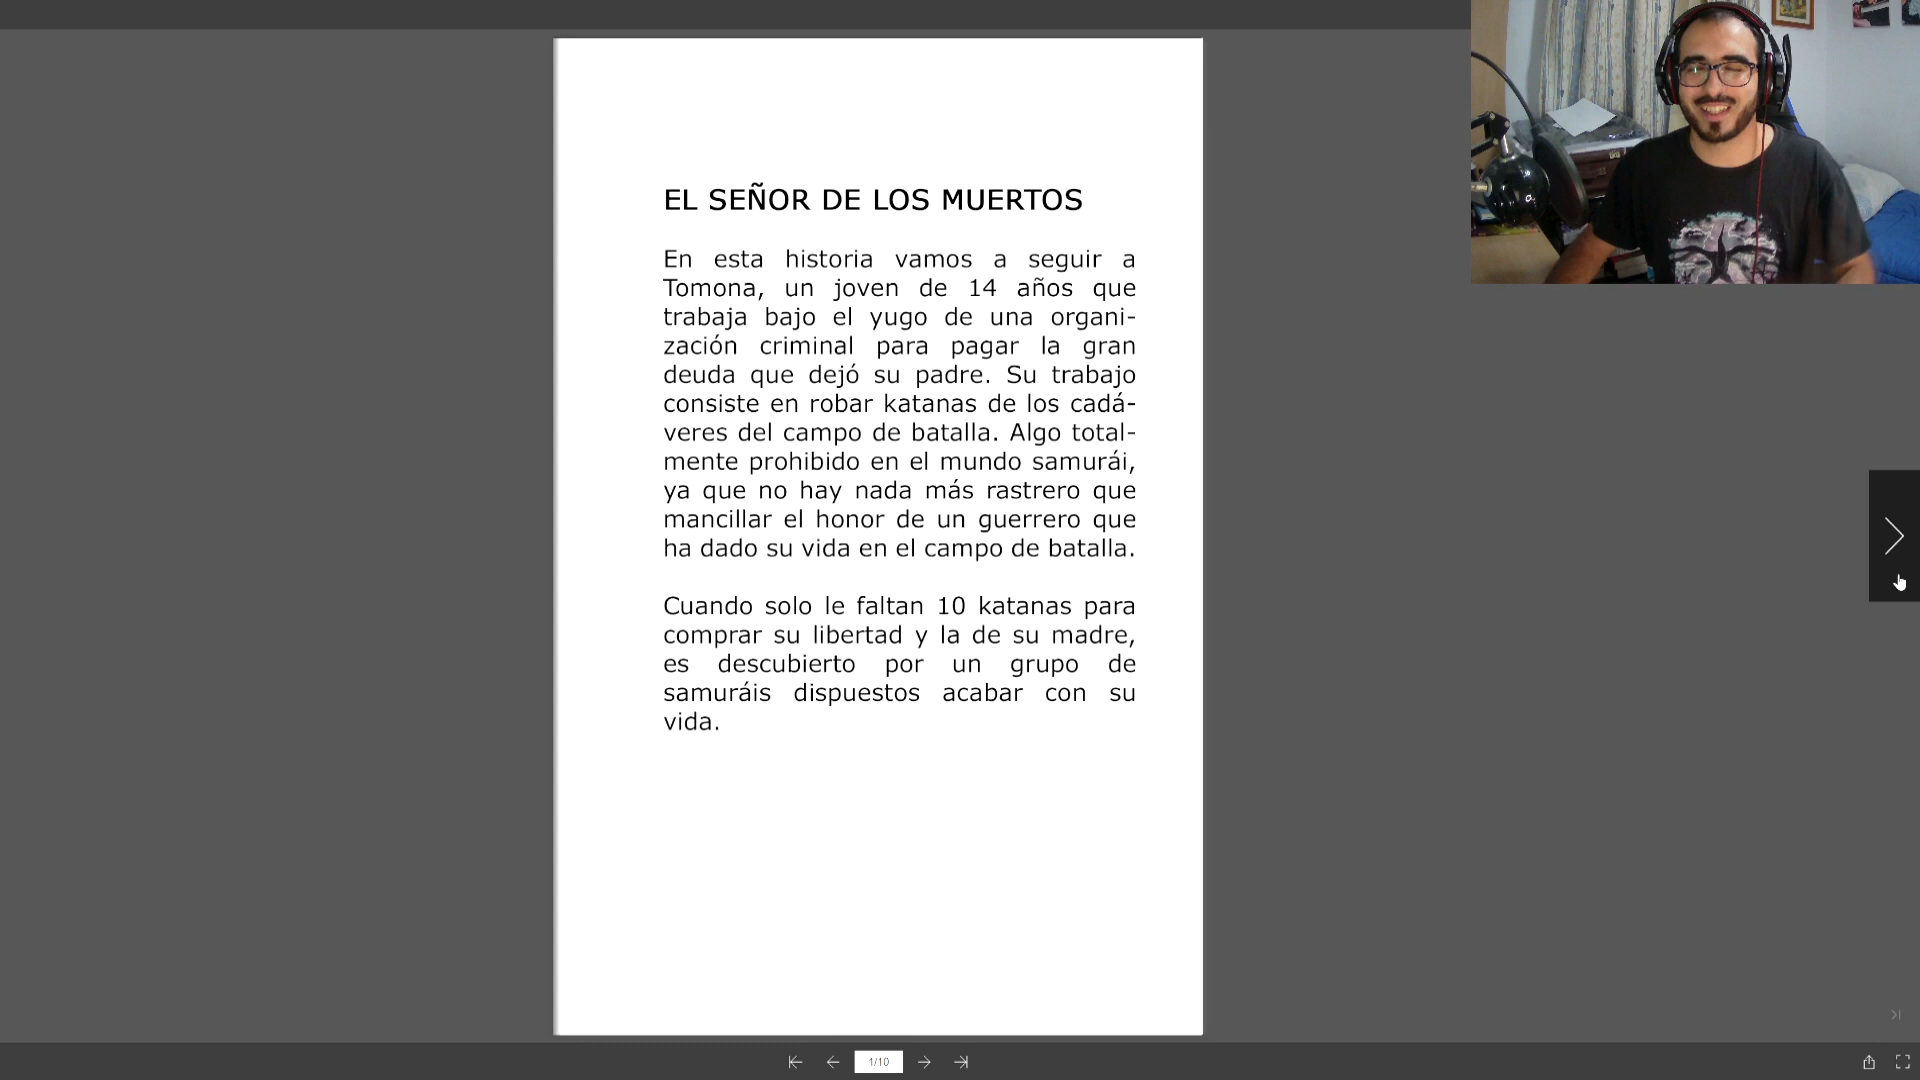 EL SEÑOR DE LOS MUERTOS
En esta historia vamos a seguir a
Tomona, un joven de 14 años que
trabaja bajo el yugo de una organi-
zación criminal para pagar la gran
deuda que dejó su padre. Su trabajo
consiste en robar katanas de los cadá-
veres del campo de batalla. Algo total-
mente prohibido en el mundo samurái,
ya que no hay nada más rastrero que
mancillar el honor de un guerrero que
ha dado su vida en el campo de batalla.
Cuando solo le faltan 10 katanas para
comprar su libertad y la de su madre,
es descubierto por un grupo de
samuráis dispuestos acabar con su
vida.
1/10